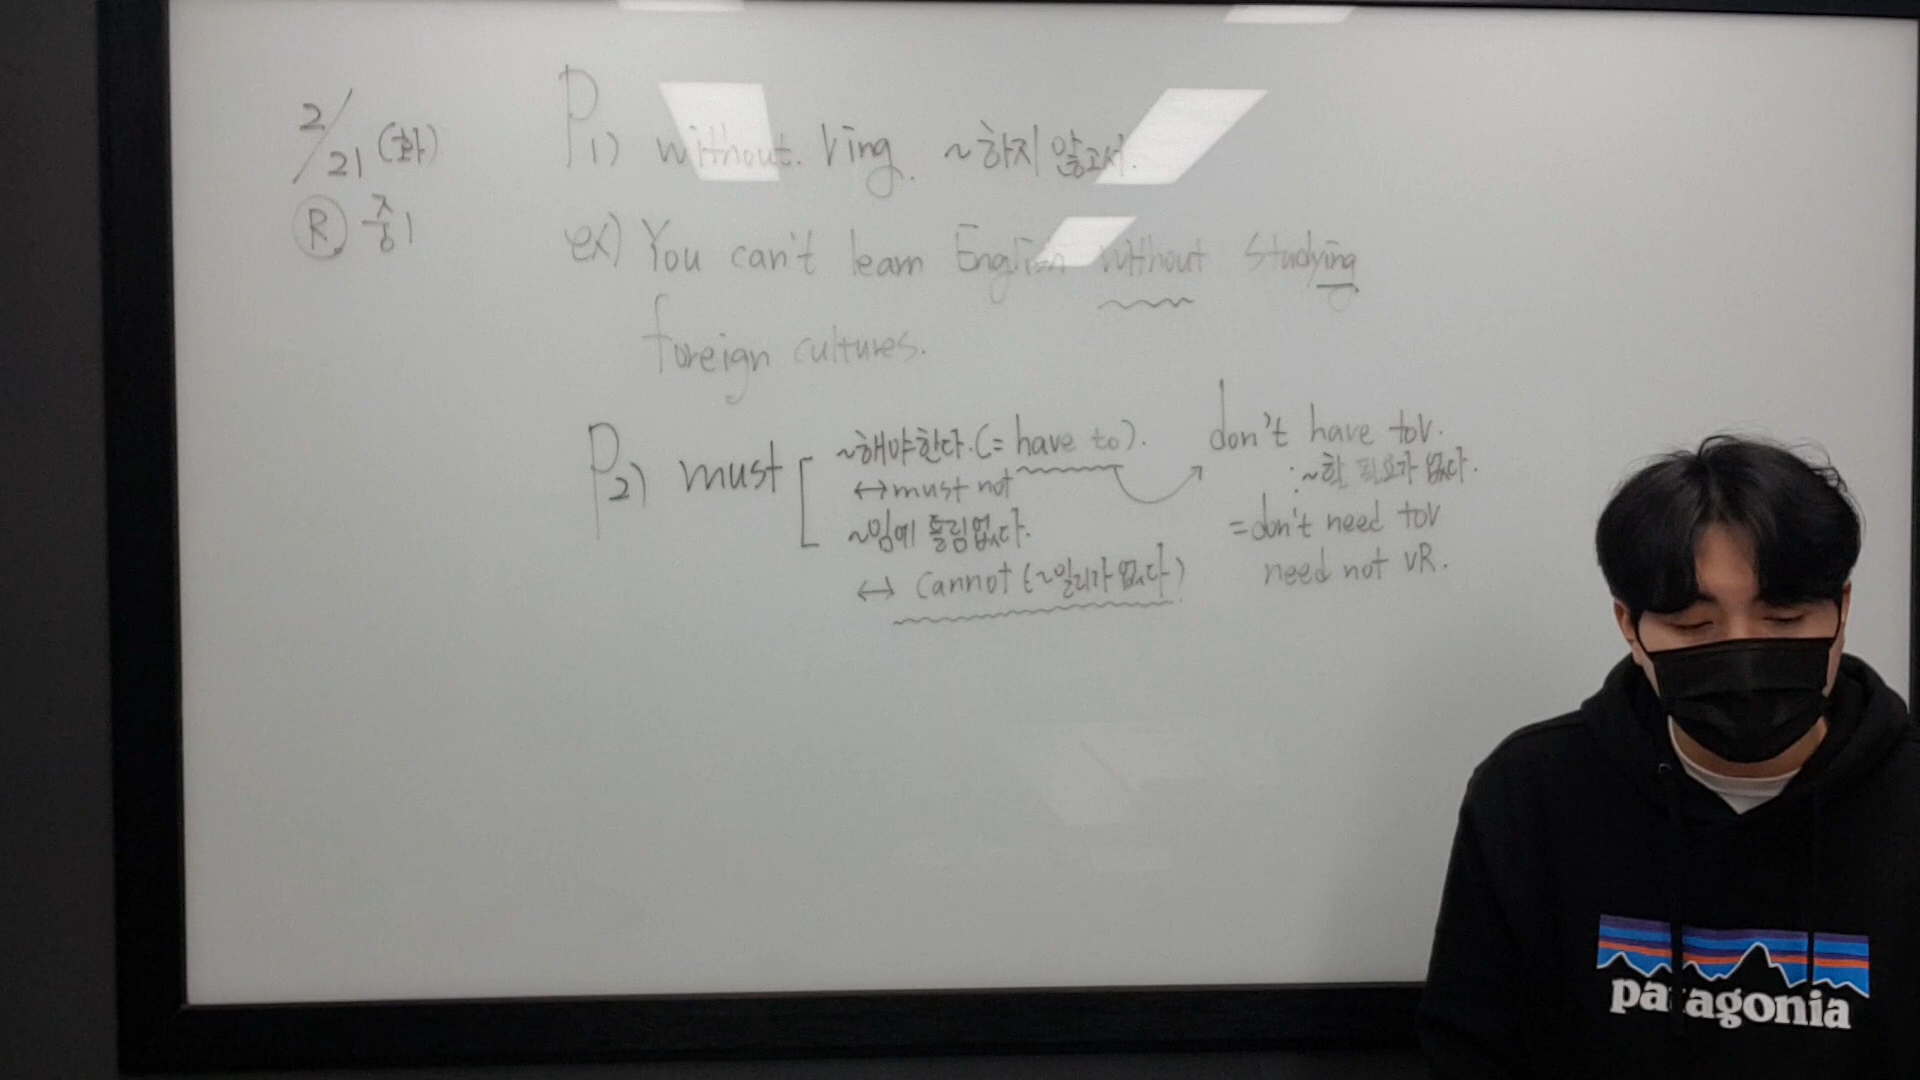 2/21 (화)
Ⓡ 중1
P1) without. Ving. ~하지 않고서.
ex) You can't learn English without studying
foreign cultures.
P2) must [ ~해야한다.(= have to).
↔must not
~임에 틀림없다.
↔ cannot (~일리가 없다)
don't have toV.
: ~할 필요가 없다.
=don't need toV
need not VR.
patagonia